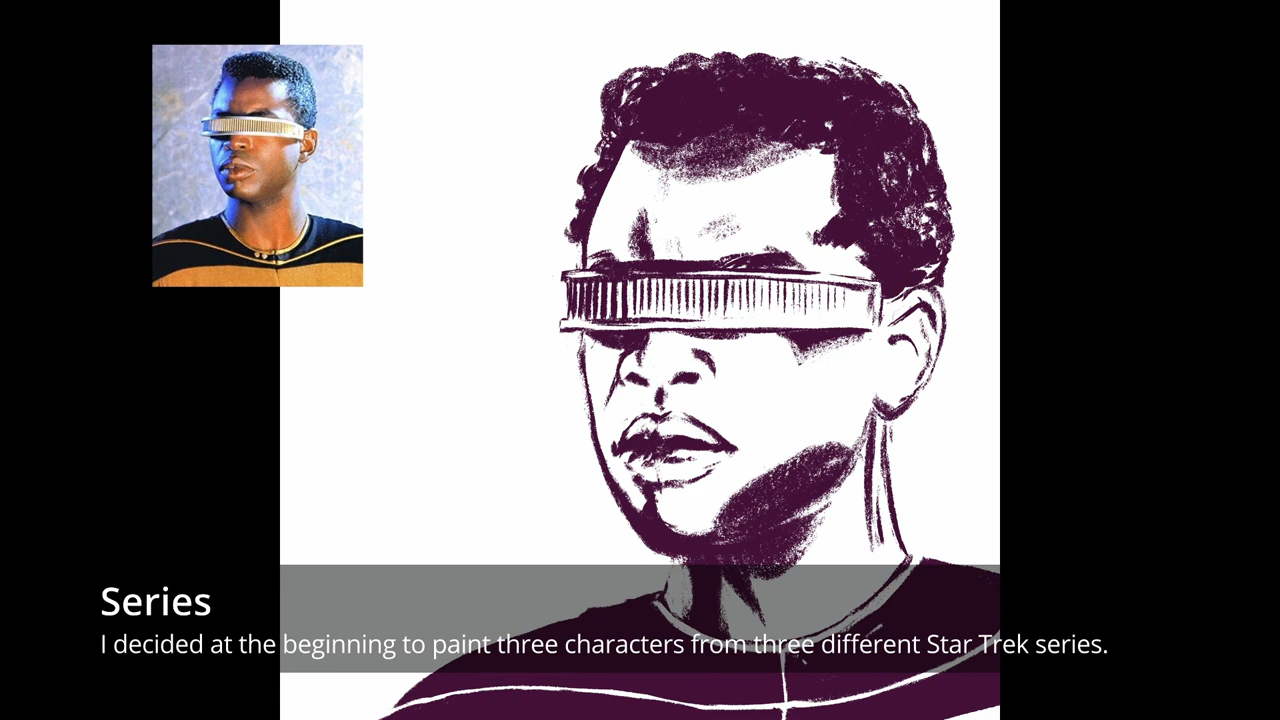 Series
I decided at the beginning to paint three characters from three different Star Trek series.